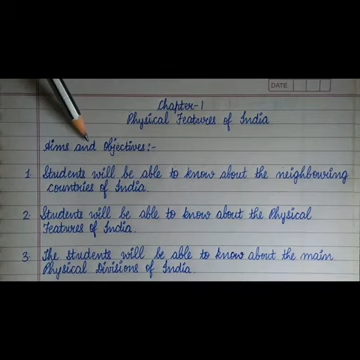 DATE
Chapter-1
Physical Features of India
Aims and Objectives:-
1. Students will be able to know about the neighbouring
countries of India.
2. Students will be able to know about the Physical
Features of India.
3. The students will be able to know about the main
Physical Divisions of India.